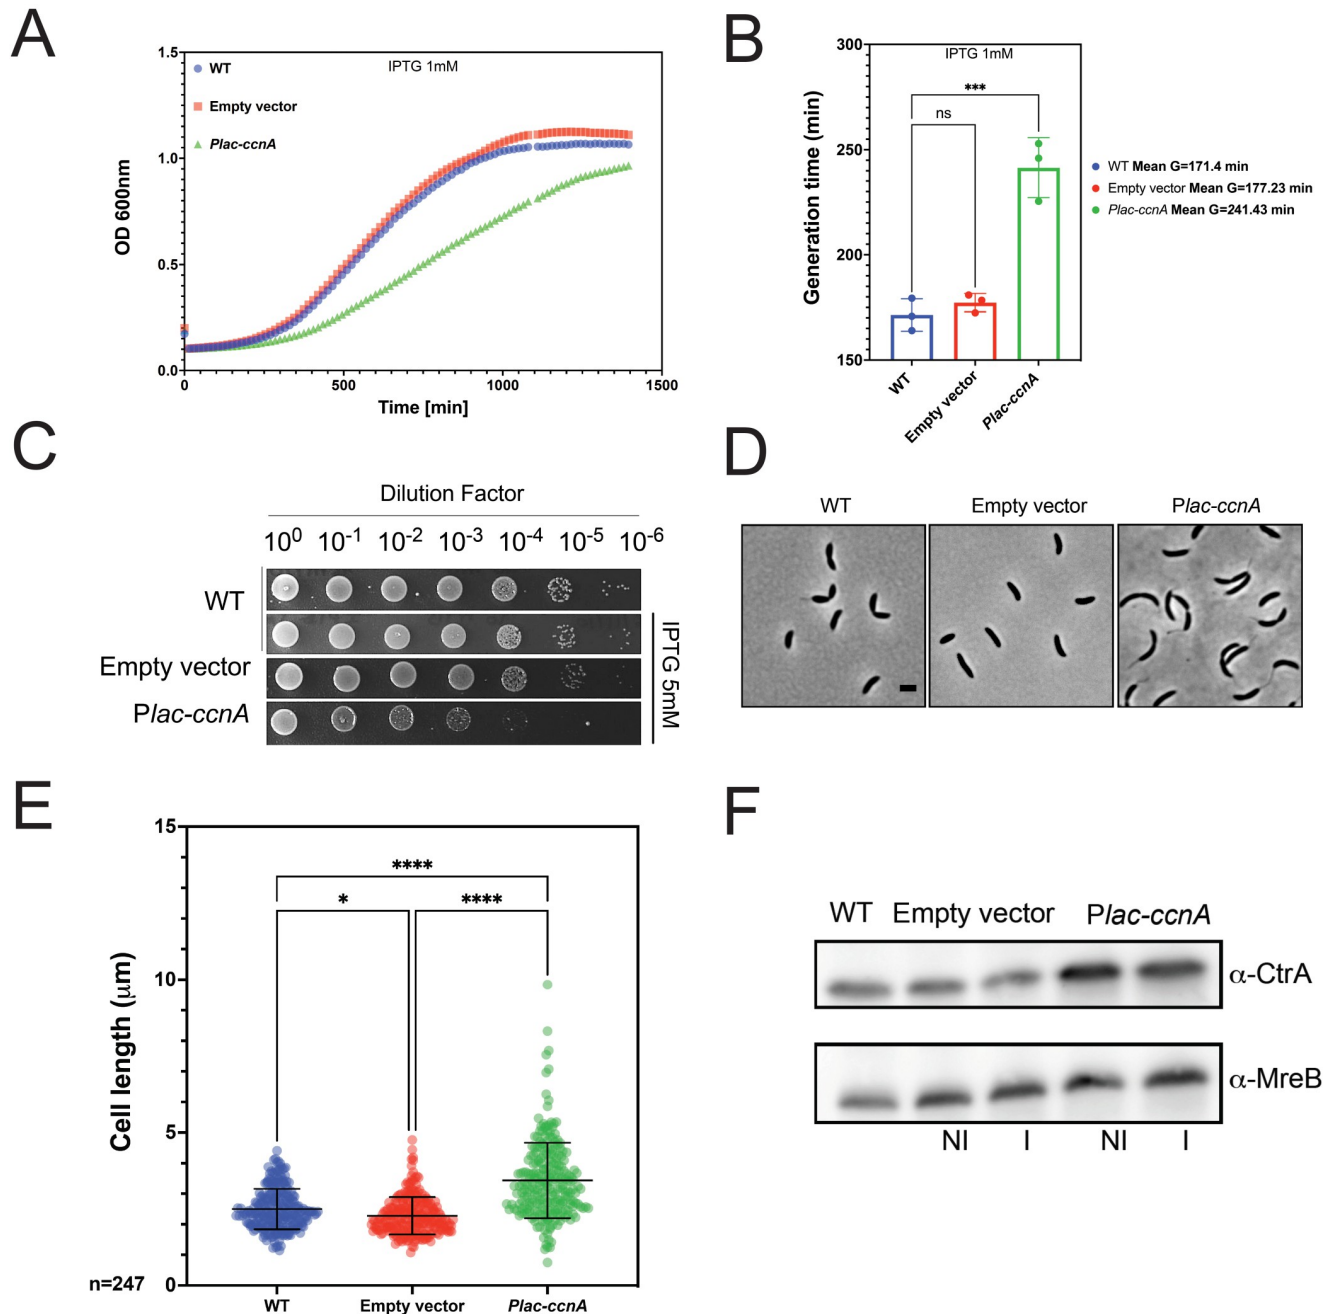 A
1.5
1.0
0.5
0.0
OD 600nm
IPTG 1mM
WT
Empty vector
Plac-ccnA
0
500
1000
1500
Time [min]
B
300
250
200
150
Generation time (min)
IPTG 1mM
***
ns
WT
Empty vector
Plac-ccnA
WT Mean G=171.4 min
Empty vector Mean G=177.23 min
Plac-ccnA Mean G=241.43 min
C
Dilution Factor
10⁰ 10⁻¹ 10⁻² 10⁻³ 10⁻⁴ 10⁻⁵ 10⁻⁶
WT
Empty vector
Plac-ccnA
IPTG 5mM
D
WT Empty vector Plac-ccnA
E
15
10
5
0
Cell length (μm)
****
* ****
n=247
WT Empty vector Plac-ccnA
F
WT Empty vector Plac-ccnA
α-CtrA
α-MreB
NI I NI I